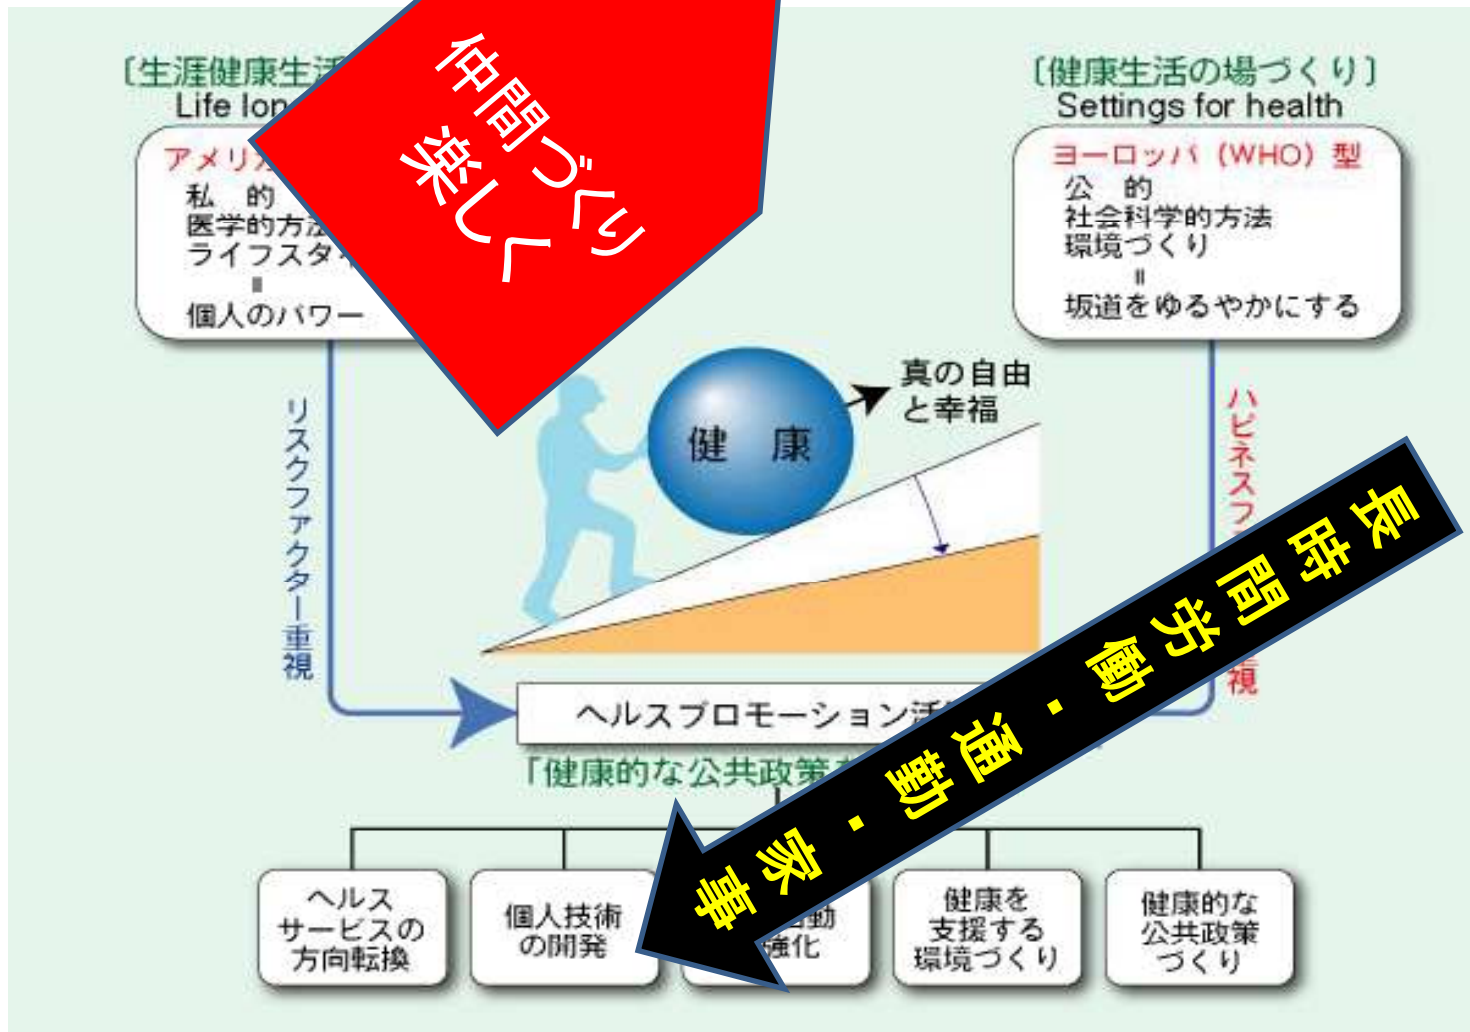 〔生涯健康生活
Life lon
アメリカ
私 的
医学的方法
ライフスタイ
=
個人のパワー
仲間づくり
楽しく
〔健康生活の場づくり〕
Settings for health
ヨーロッパ（WHO）型
公 的
社会科学的方法
環境づくり
=
坂道をゆるやかにする
真の自由
と幸福
健 康
リスクファクター重視
ハピネスフ
視
長時間労働・通勤・家事
ヘルスプロモーション活
「健康的な公共政策
ヘルス
サービスの
方向転換
個人技術
の開発
動
強化
健康を
支援する
環境づくり
健康的な
公共政策
づくり